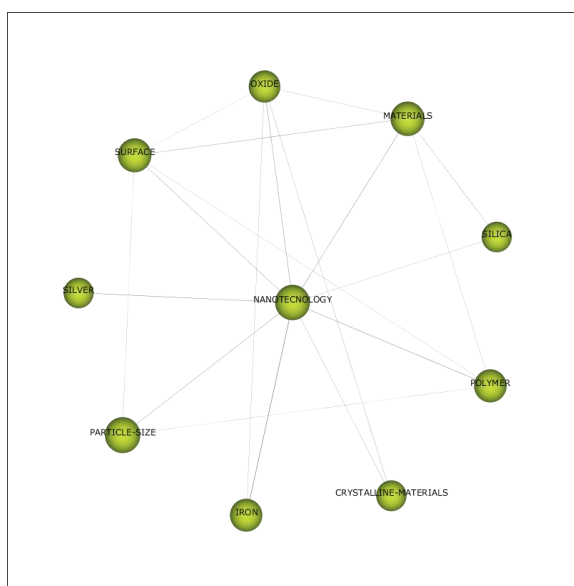 OXIDE
MATERIALS
SURFACE
SILICA
SILVER
NANOTECNOLOGY
POLYMER
PARTICLE-SIZE
CRYSTALLINE-MATERIALS
IRON